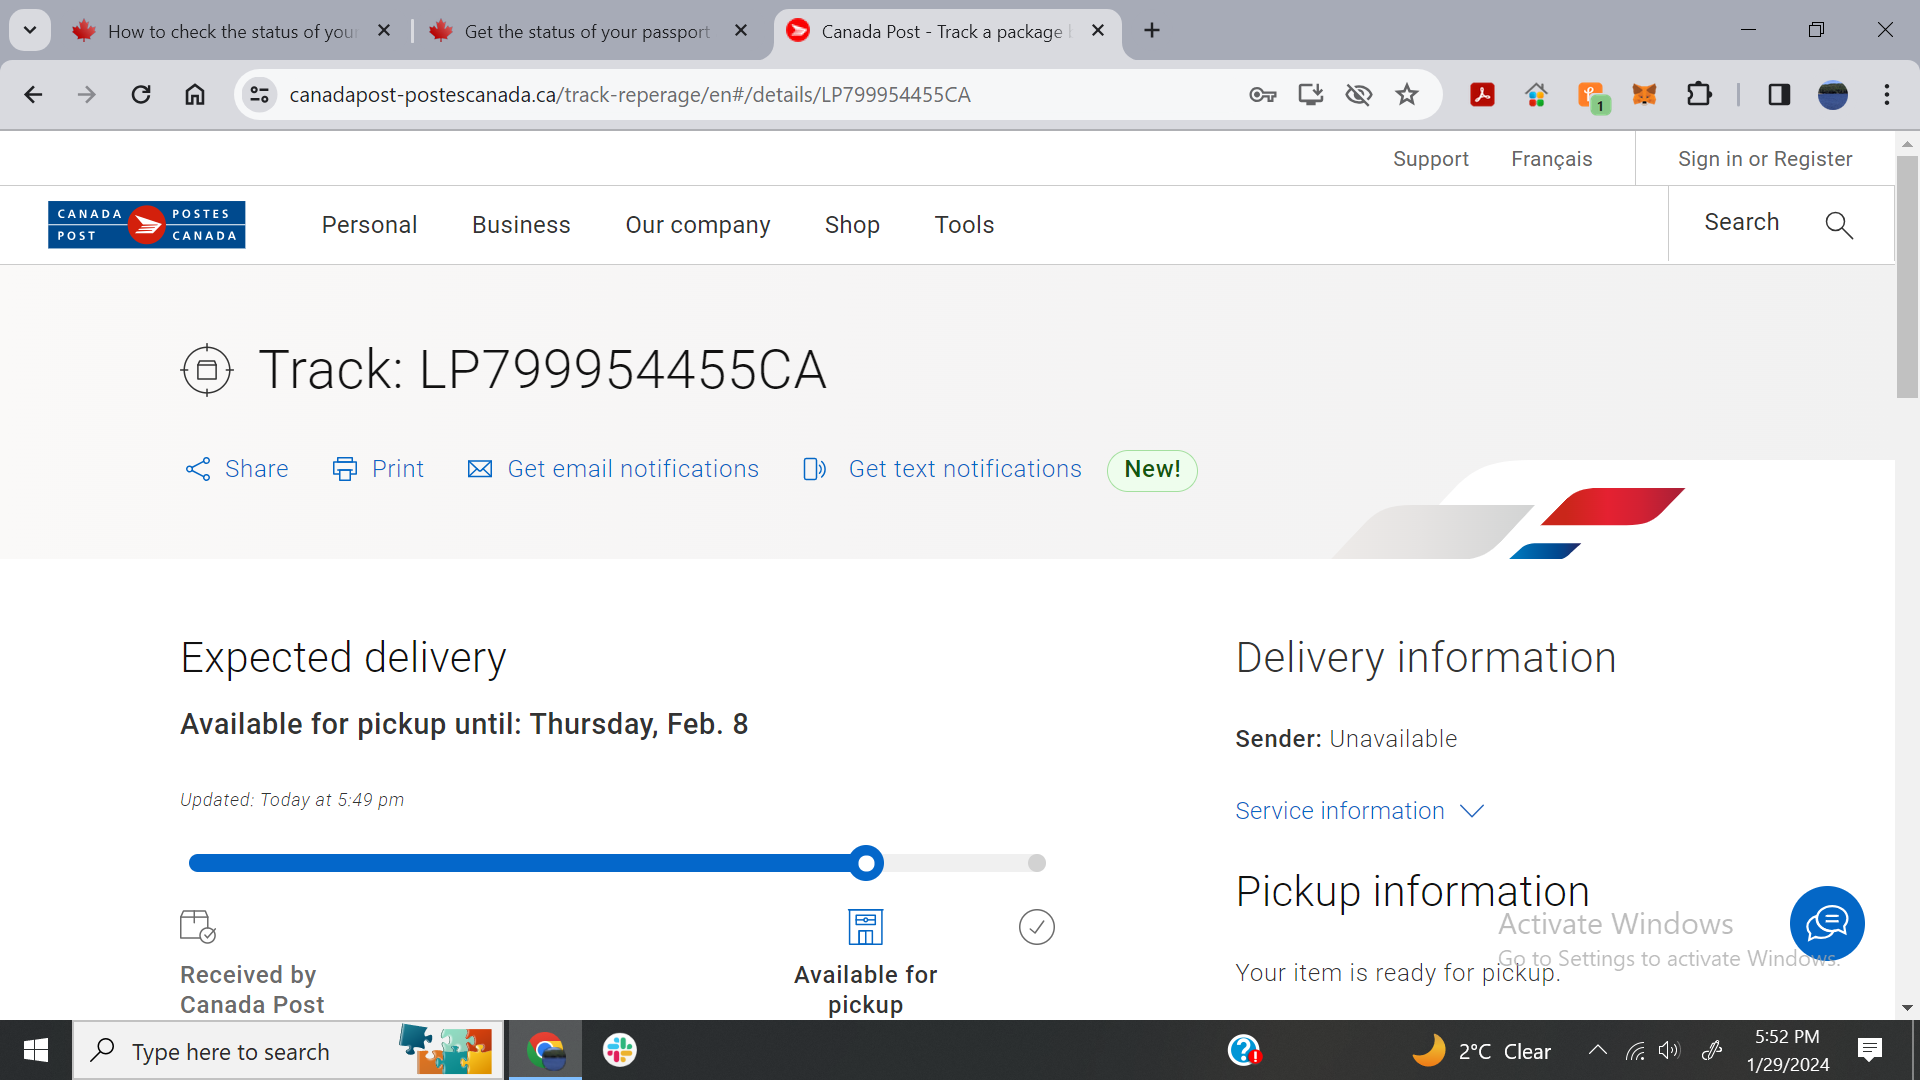 How to check the status of your
Get the status of your passport
Canada Post - Track a package
canadapost-postescanada.ca/track-reperage/en#/details/LP799954455CA
1
Support
Français
Sign in or Register
CANADA POST
POSTES CANADA
Personal
Business
Our company
Shop
Tools
Search
Track: LP799954455CA
Share
Print
Get email notifications
Get text notifications
New!
Expected delivery
Available for pickup until: Thursday, Feb. 8
Updated: Today at 5:49 pm
Received by
Canada Post
Available for
pickup
Delivery information
Sender: Unavailable
Service information
Pickup information
Your item is ready for pickup.
Activate Windows
Go to Settings to activate Windows.
Type here to search
2°C Clear
5:52 PM
1/29/2024